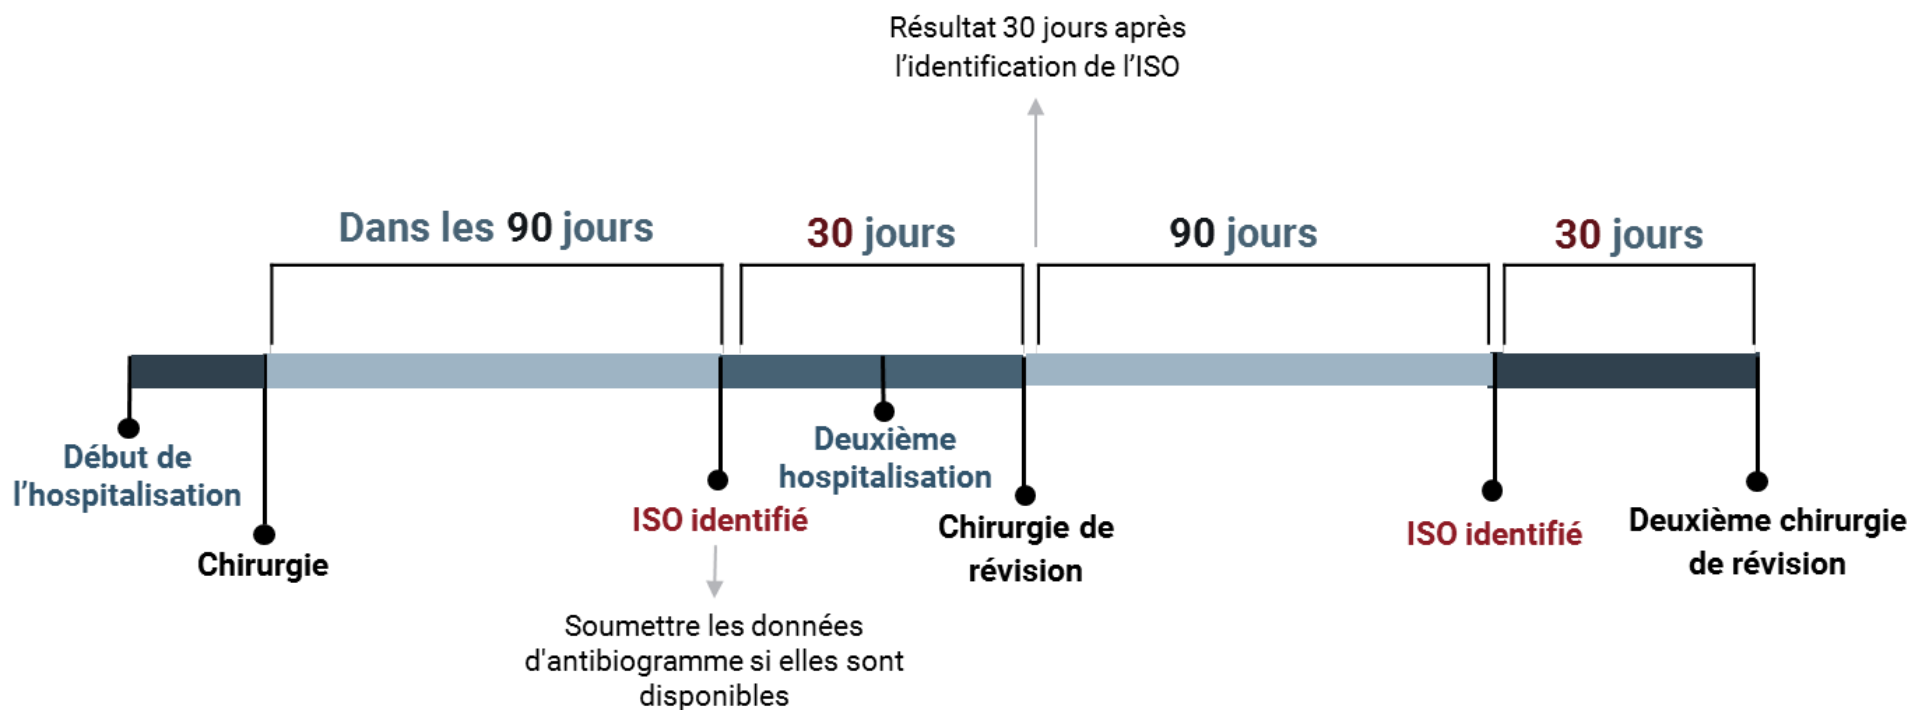 Résultat 30 jours après
l’identification de l’ISO
Dans les 90 jours
30 jours
90 jours
30 jours
Début de
l’hospitalisation
Chirurgie
ISO identifié
Soumettre les données
d'antibiogramme si elles sont
disponibles
Deuxième
hospitalisation
Chirurgie de
révision
ISO identifié
Deuxième chirurgie
de révision